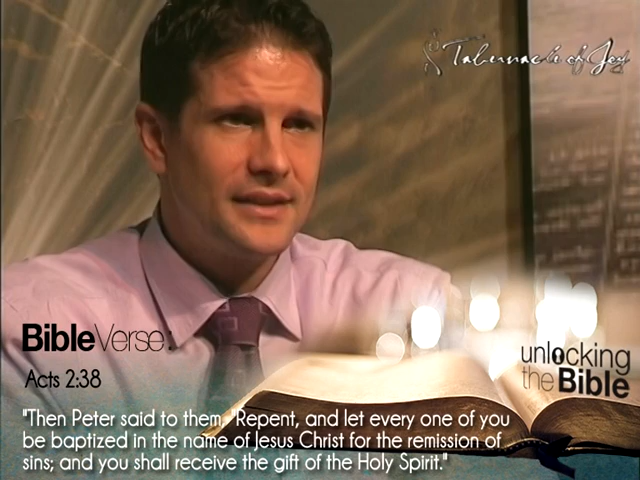 Tabernacle of Joy
BibleVerse:
unlocking
the Bible
Acts 2:38
"Then Peter said to them, "Repent, and let every one of you
be baptized in the name of Jesus Christ for the remission of
sins; and you shall receive the gift of the Holy Spirit."